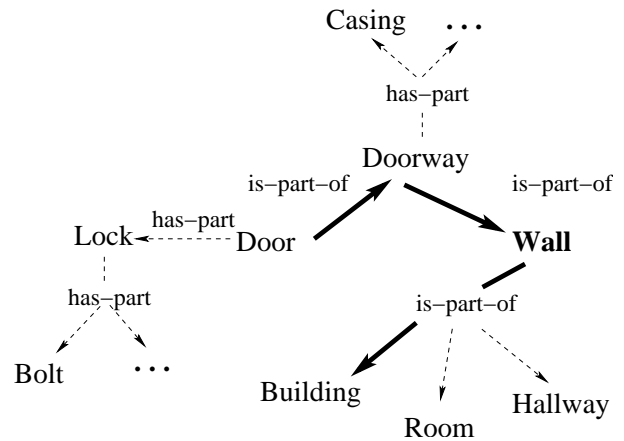 Casing ...
has−part
Doorway
is−part−of is−part−of
has−part
Lock Door Wall
has−part is−part−of
Bolt ...
Building Hallway
Room